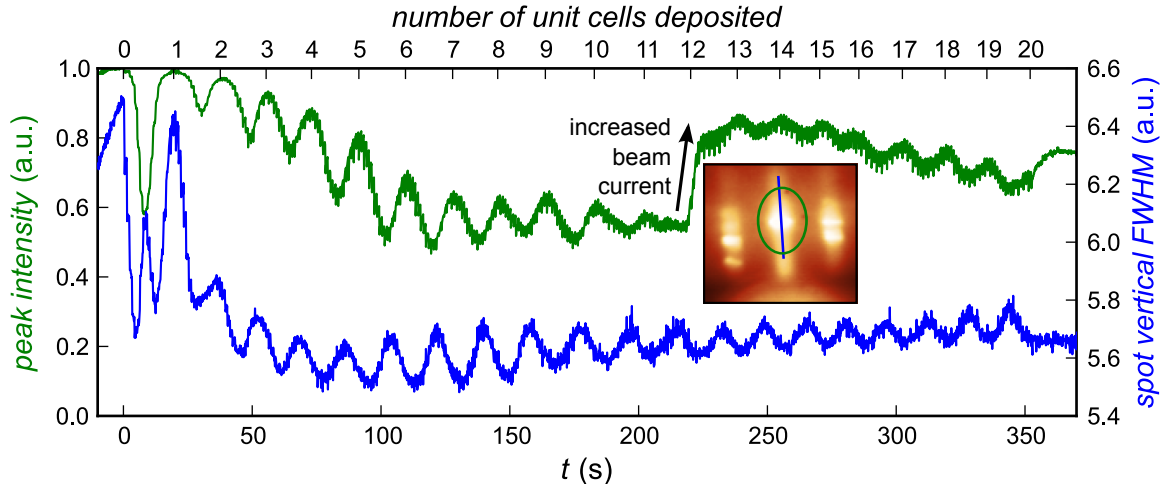 number of unit cells deposited
0 1 2 3 4 5 6 7 8 9 10 11 12 13 14 15 16 17 18 19 20
1.0
0.8
0.6
0.4
0.2
0.0
peak intensity (a.u.)
increased
beam
current
6.6
6.4
6.2
6.0
5.8
5.6
5.4
spot vertical FWHM (a.u.)
0 50 100 150 200 250 300 350
t (s)